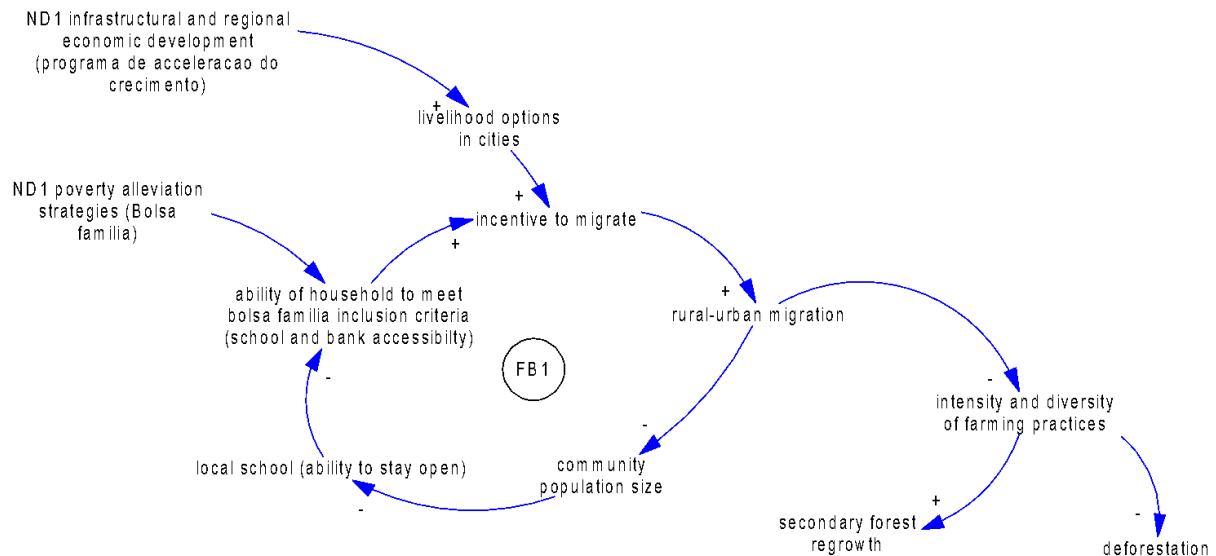 ND1 infrastructural and regional
economic development
(programa de acceleracao do
crecimento)
+
livelihood options
in cities
ND1 poverty alleviation
strategies (Bolsa
familia)
+
incentive to migrate
+
ability of household to meet
bolsa familia inclusion criteria
(school and bank accessibilty)
+
rural-urban migration
FB1
-
-
intensity and diversity
of farming practices
-
local school (ability to stay open)
-
community
population size
+
secondary forest
regrowth
-
deforestation